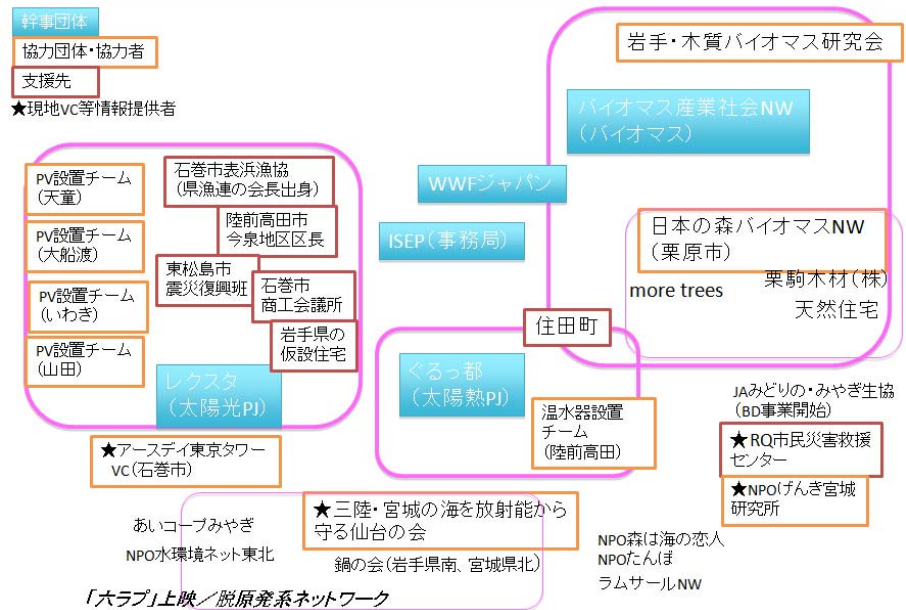 幹事団体
協力団体・協力者
支援先
★現地VC等情報提供者
岩手・木質バイオマス研究会
バイオマス産業社会NW
(バイオマス)
WWFジャパン
ISEP(事務局)
日本の森バイオマスNW
(栗原市)
more trees
栗駒木材(株)
天然住宅
PV設置チーム
(天童)
PV設置チーム
(大船渡)
PV設置チーム
(いわき)
PV設置チーム
(山田)
石巻市表浜漁協
(県漁連の会長出身)
陸前高田市
今泉地区区長
東松島市
震災復興班
石巻市
商工会議所
岩手県の
仮設住宅
レクスタ
(太陽光PJ)
住田町
ぐるっ都
(太陽熱PJ)
温水器設置
チーム
(陸前高田)
JAみどりの・みやぎ生協
(BD事業開始)
★RQ市民災害救援
センター
★NPOげんき宮城
研究所
★アースデイ東京タワー
VC(石巻市)
★三陸・宮城の海を放射能から
守る仙台の会
あいコープみやぎ
NPO水環境ネット東北
鍋の会(岩手県南、宮城県北)
NPO森は海の恋人
NPOたんぽ
ラムサールNW
「六ラプ」上映／脱原発系ネットワーク